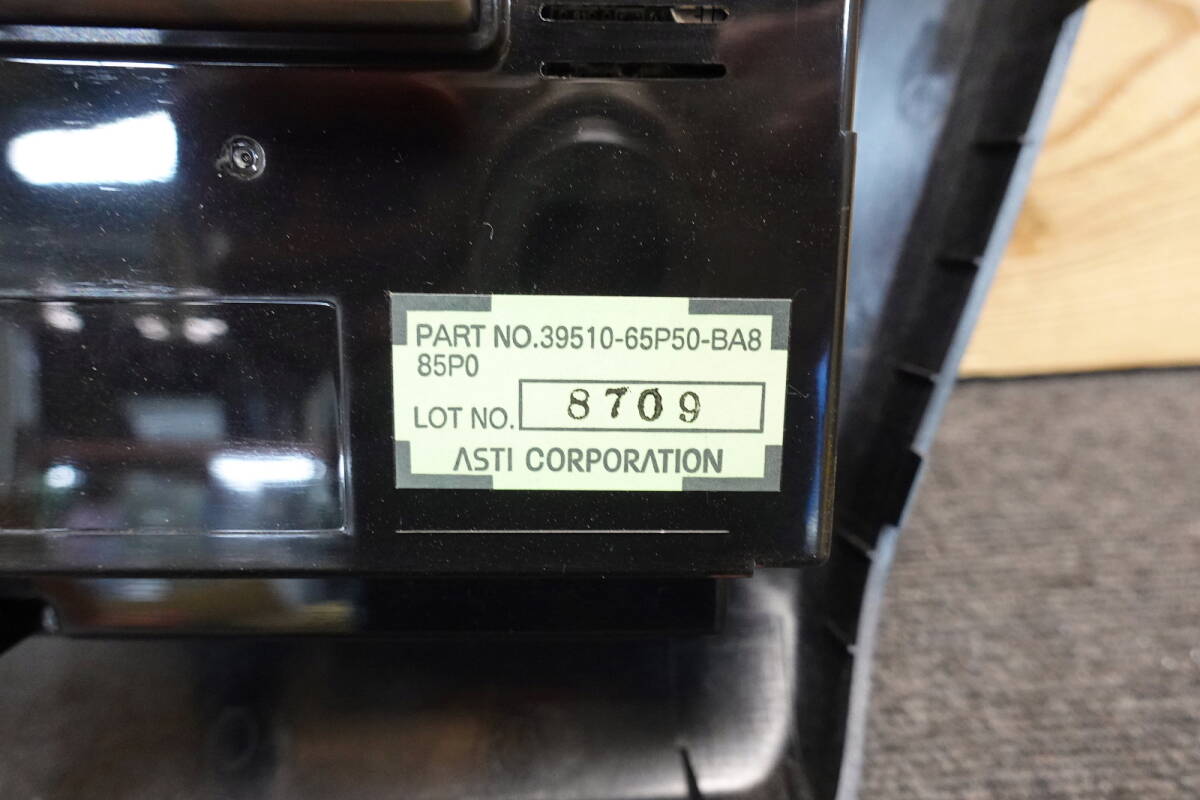 PART NO.39510-65P50-BA8
85P0
LOT NO. 8709
ASTI CORPORATION